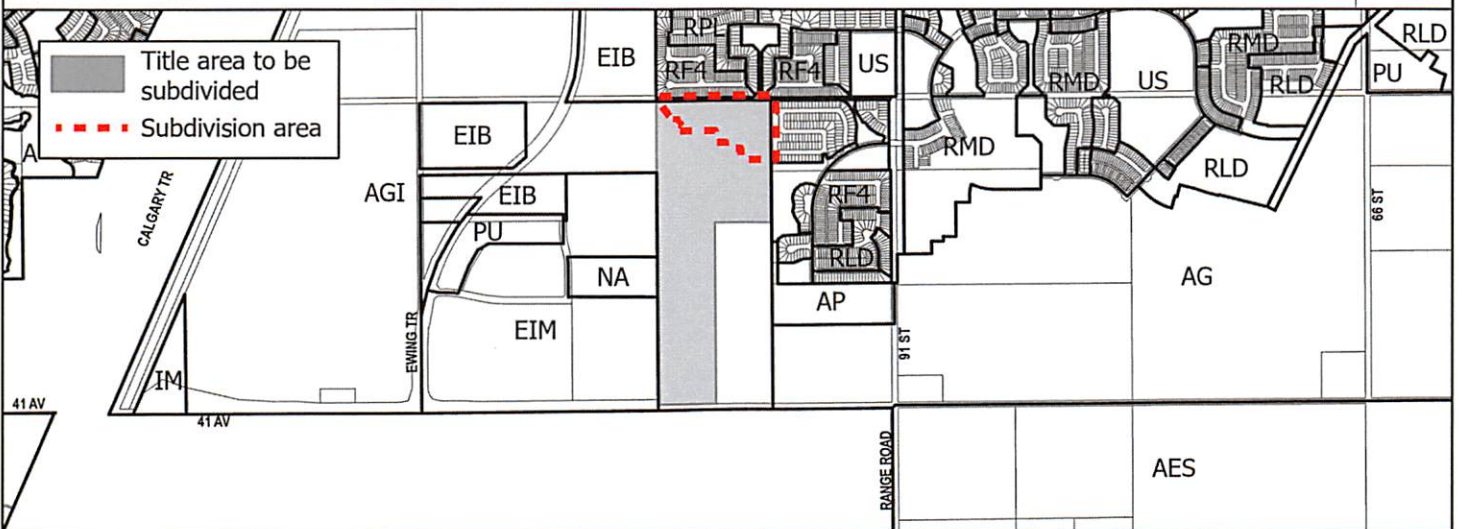 Title area to be
subdivided
Subdivision area
EIB
RPL
RF4
RF4
US
RMD
US
RMD
RLD
RLD
PU
A
EIB
AGI
EIB
PU
NA
EIM
IM
CALGARY TR
EWING TR
41 AV
41 AV
RF4
RLD
AP
RMD
RLD
91 ST
66 ST
AG
RANGE ROAD
AES